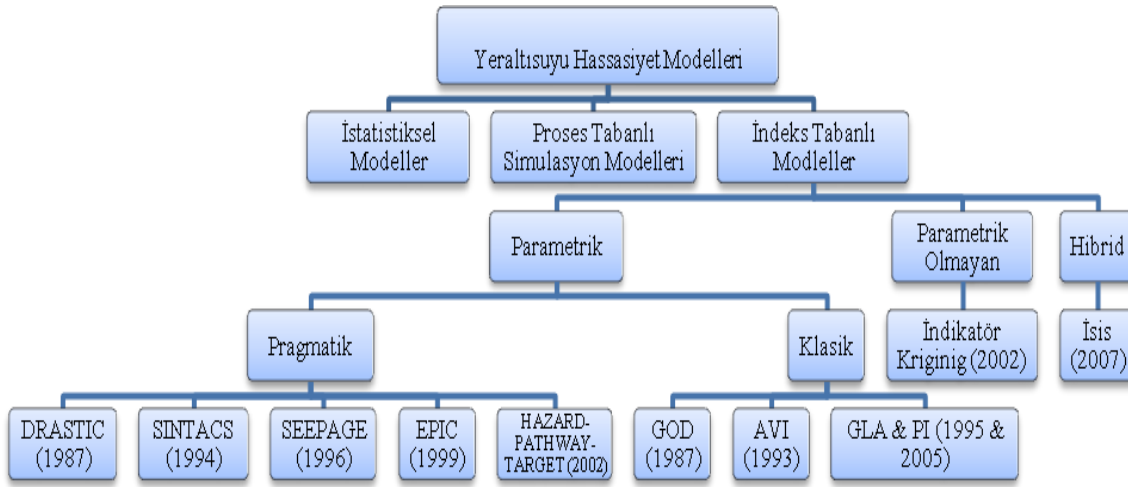 Yeraltısuyu Hassasiyet Modelleri
İstatistiksel
Modeller
Proses Tabanlı
Simulasyon Modelleri
İndeks Tabanlı
Modleller
Parametrik
Parametrik
Olmayan
Hibrid
Pragmatik
Klasik
İndikatör
Kriginig (2002)
İsis
(2007)
DRASTIC
(1987)
SINTACS
(1994)
SEEPAGE
(1996)
EPIC
(1999)
HAZARD-
PATHWAY-
TARGET (2002)
GOD
(1987)
AVI
(1993)
GLA & PI (1995 &
2005)